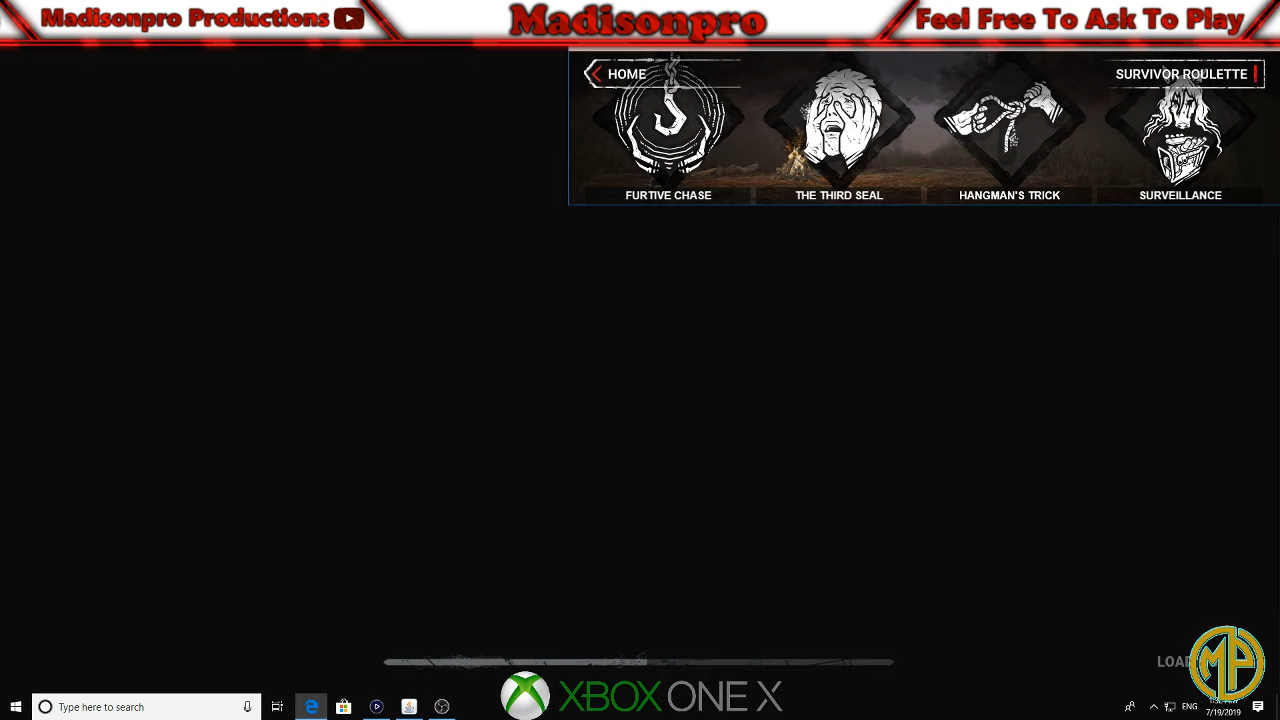 Madisonpro Productions
Madisonpro
Feel Free To Ask To Play
HOME
SURVIVOR ROULETTE
FURTIVE CHASE
THE THIRD SEAL
HANGMAN'S TRICK
SURVEILLANCE
MP
XBOX ONE X
Type here to search
ENG
7/19/2019